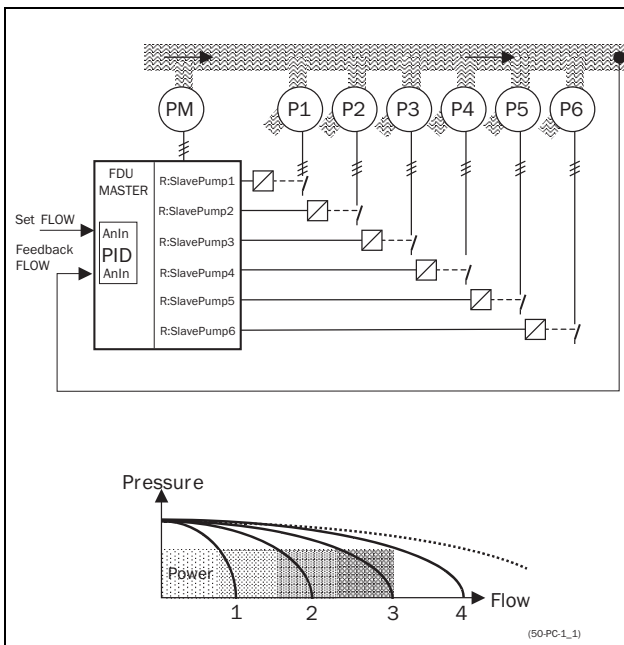 PM P1 P2 P3 P4 P5 P6
FDU
MASTER
Set FLOW
Feedback
FLOW
AnIn
PID
AnIn
R:SlavePump1
R:SlavePump2
R:SlavePump3
R:SlavePump4
R:SlavePump5
R:SlavePump6
Pressure
Power
1 2 3 4 Flow
(50-PC-1_1)